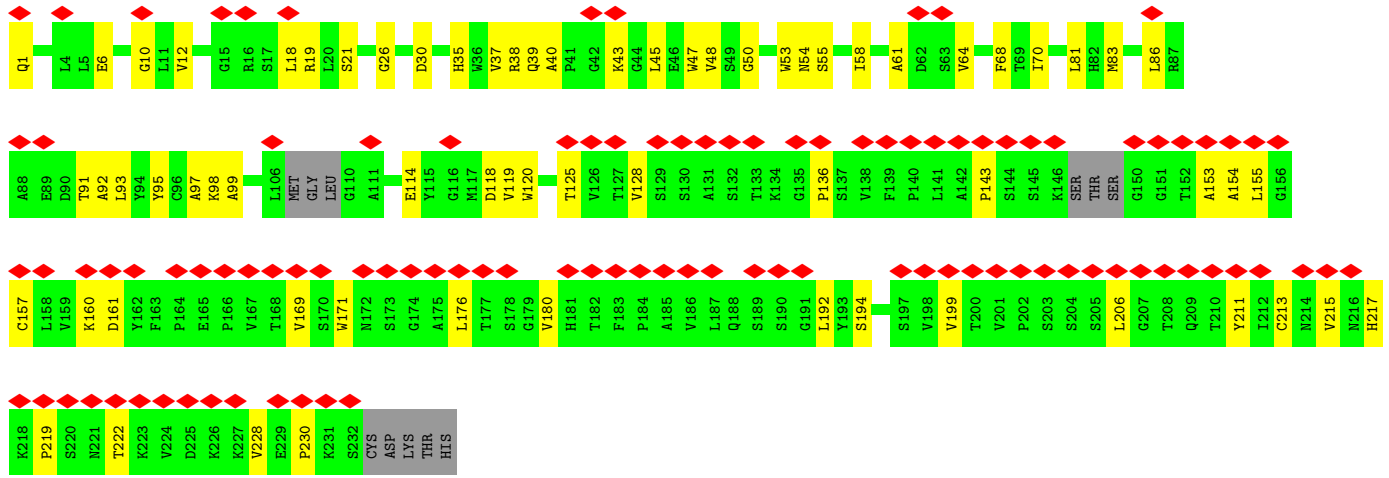 Q1 L4 L5 E6 G10 L11 V12 G15 R16 S17 L18 R19 L20 S21 G26 D30 H35 W36 V37 R38 Q39 A40 P41 G42 K43 G44 L45 E46 W47 V48 S49 G50 W53 N54 S55 I58 A61 D62 S63 V64 F68 T69 I70 L81 H82 M83 L86 R87
A88 E89 D90 T91 A92 L93 Y94 Y95 C96 A97 K98 A99 L106 MET GLY LEU G110 A111 E114 Y115 G116 M117 D118 V119 W120 T125 V126 T127 V128 S129 S130 A131 S132 T133 K134 G135 P136 S137 V138 F139 P140 L141 A142 P143 S144 S145 K146 SER THR SER G150 G151 T152 A153 A154 L155 G156
C157 L158 V159 K160 D161 Y162 F163 P164 E165 P166 V167 T168 V169 S170 W171 N172 S173 G174 A175 L176 T177 S178 G179 V180 H181 T182 F183 P184 A185 V186 L187 Q188 S189 S190 G191 L192 Y193 S194 S197 V198 V199 T200 V201 P202 S203 S204 S205 L206 G207 T208 Q209 T210 Y211 I212 C213 N214 V215 N216 H217
K218 P219 S220 N221 T222 K223 V224 D225 K226 K227 V228 E229 P230 K231 S232 CYS ASP LYS THR HIS